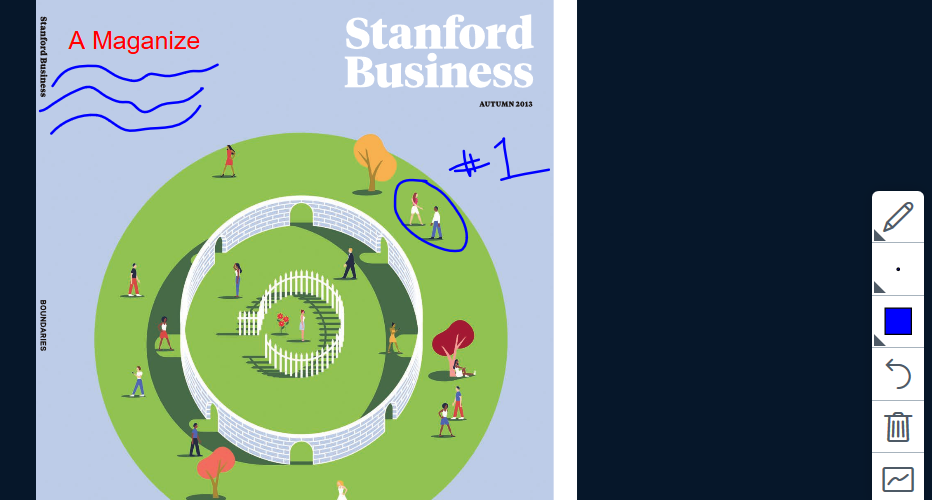 Stanford Business
A Maganize
Stanford
Business
AUTUMN 2013
#1
BOUNDARIES